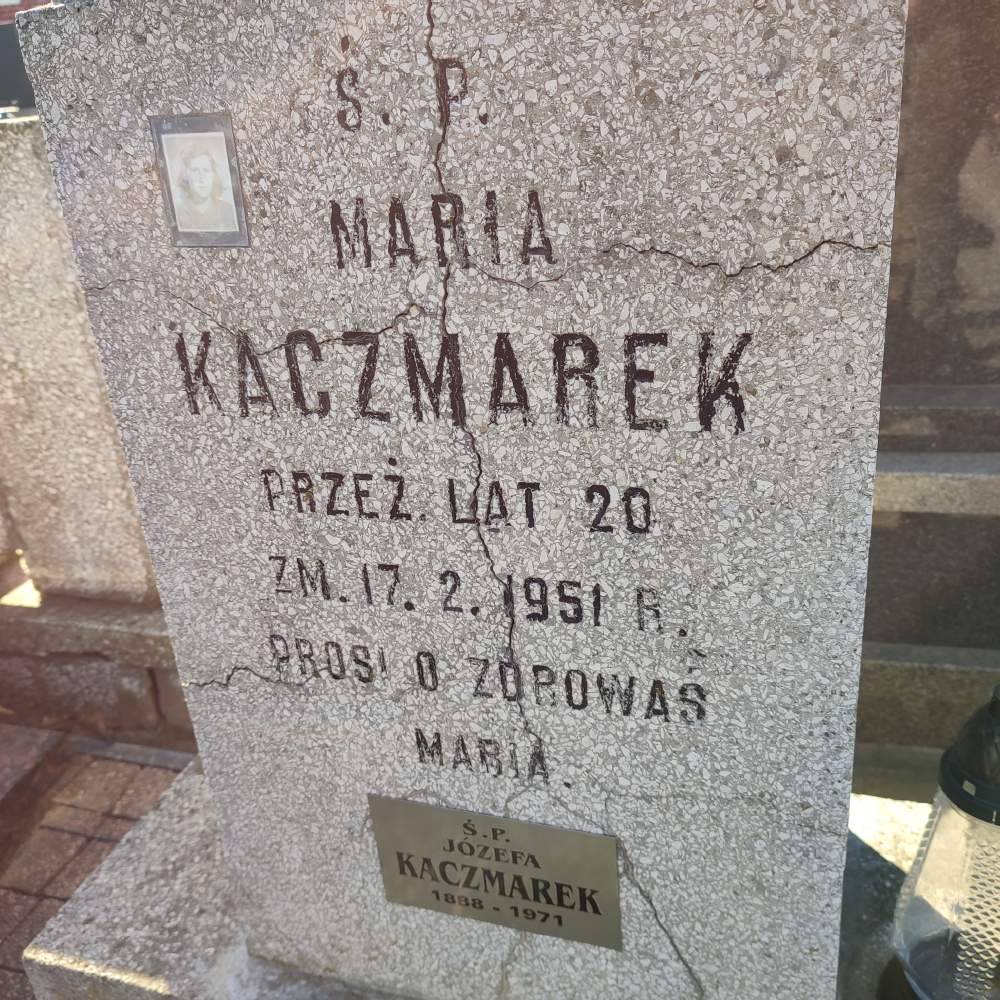 Ś. P.
MARIA
KACZMAREK
PRZEŻ. LAT 20
ZM. 17. 2. 1951 R.
PROSI O ZDROWAŚ
MARIA.
Ś.P.
JÓZEFA
KACZMAREK
1888 - 1971